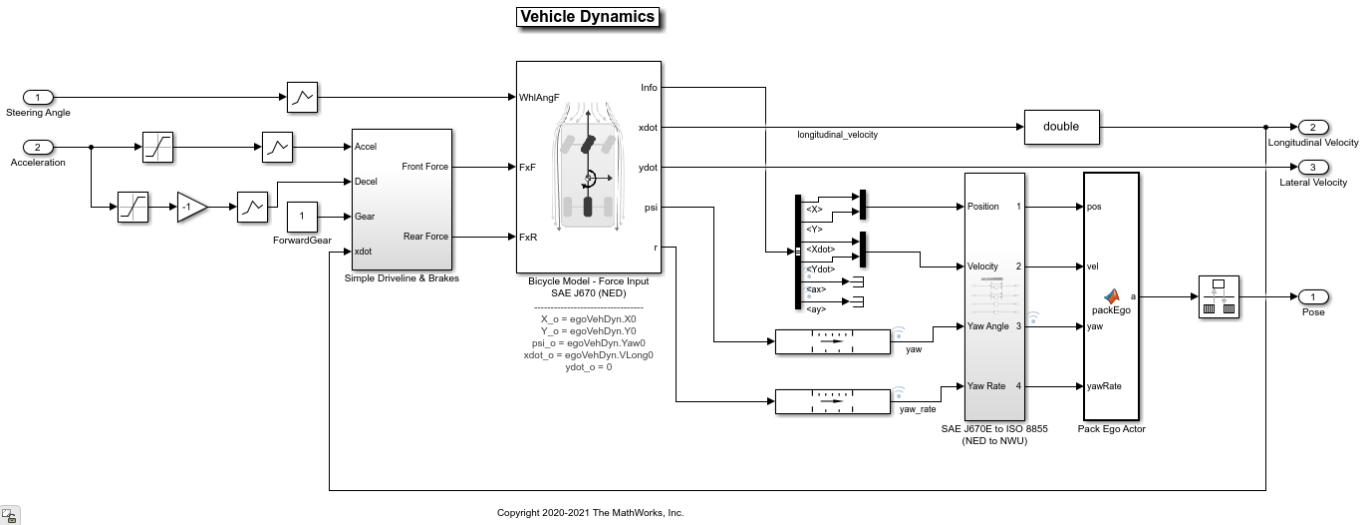 Vehicle Dynamics
1
Steering Angle
2
Acceleration
-1
1
ForwardGear
Accel
Decel
Gear
xdot
Front Force
Rear Force
Simple Driveline & Brakes
WhlAngF
FxF
FxR
Info
xdot
ydot
psi
r
Bicycle Model - Force Input
SAE J670 (NED)
------------------------------
X_o = egoVehDyn.X0
Y_o = egoVehDyn.Y0
psi_o = egoVehDyn.Yaw0
xdot_o = egoVehDyn.VLong0
ydot_o = 0
longitudinal_velocity
<X>
<Y>
<Xdot>
<Ydot>
<ax>
<ay>
yaw
yaw_rate
Position
Velocity
Yaw Angle
Yaw Rate
1
2
3
4
SAE J670E to ISO 8855
(NED to NWU)
double
pos
vel
yaw
yawRate
packEgo
a
Pack Ego Actor
2
Longitudinal Velocity
3
Lateral Velocity
1
Pose
Copyright 2020-2021 The MathWorks, Inc.